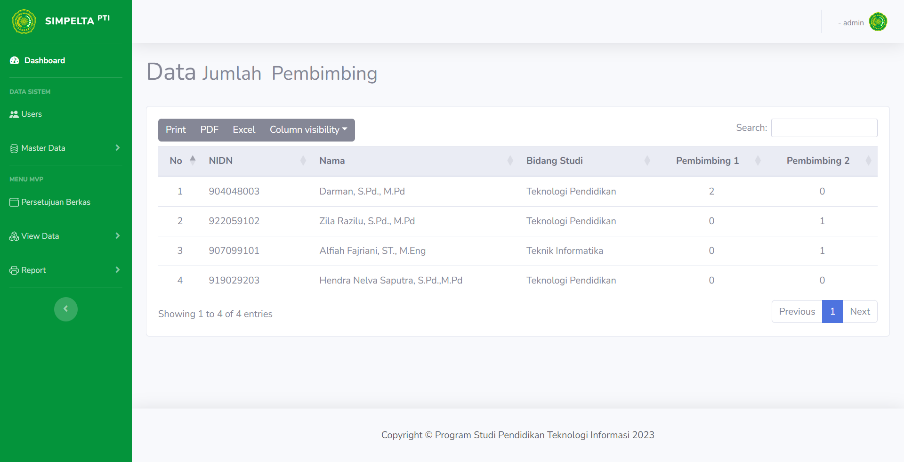 SIMPELTA PTI
- admin
Dashboard
DATA SISTEM
Users
Master Data
MENU MVP
Persetujuan Berkas
View Data
Report
Data Jumlah Pembimbing
Print PDF Excel Column visibility
Search:
No NIDN Nama Bidang Studi Pembimbing 1 Pembimbing 2
1 904048003 Darman, S.Pd., M.Pd Teknologi Pendidikan 2 0
2 922059102 Zila Razilu, S.Pd., M.Pd Teknologi Pendidikan 0 1
3 907099101 Alfiah Fajriani, ST., M.Eng Teknik Informatika 0 1
4 919029203 Hendra Nelva Saputra, S.Pd.,M.Pd Teknologi Pendidikan 0 0
Showing 1 to 4 of 4 entries
Previous 1 Next
Copyright © Program Studi Pendidikan Teknologi Informasi 2023